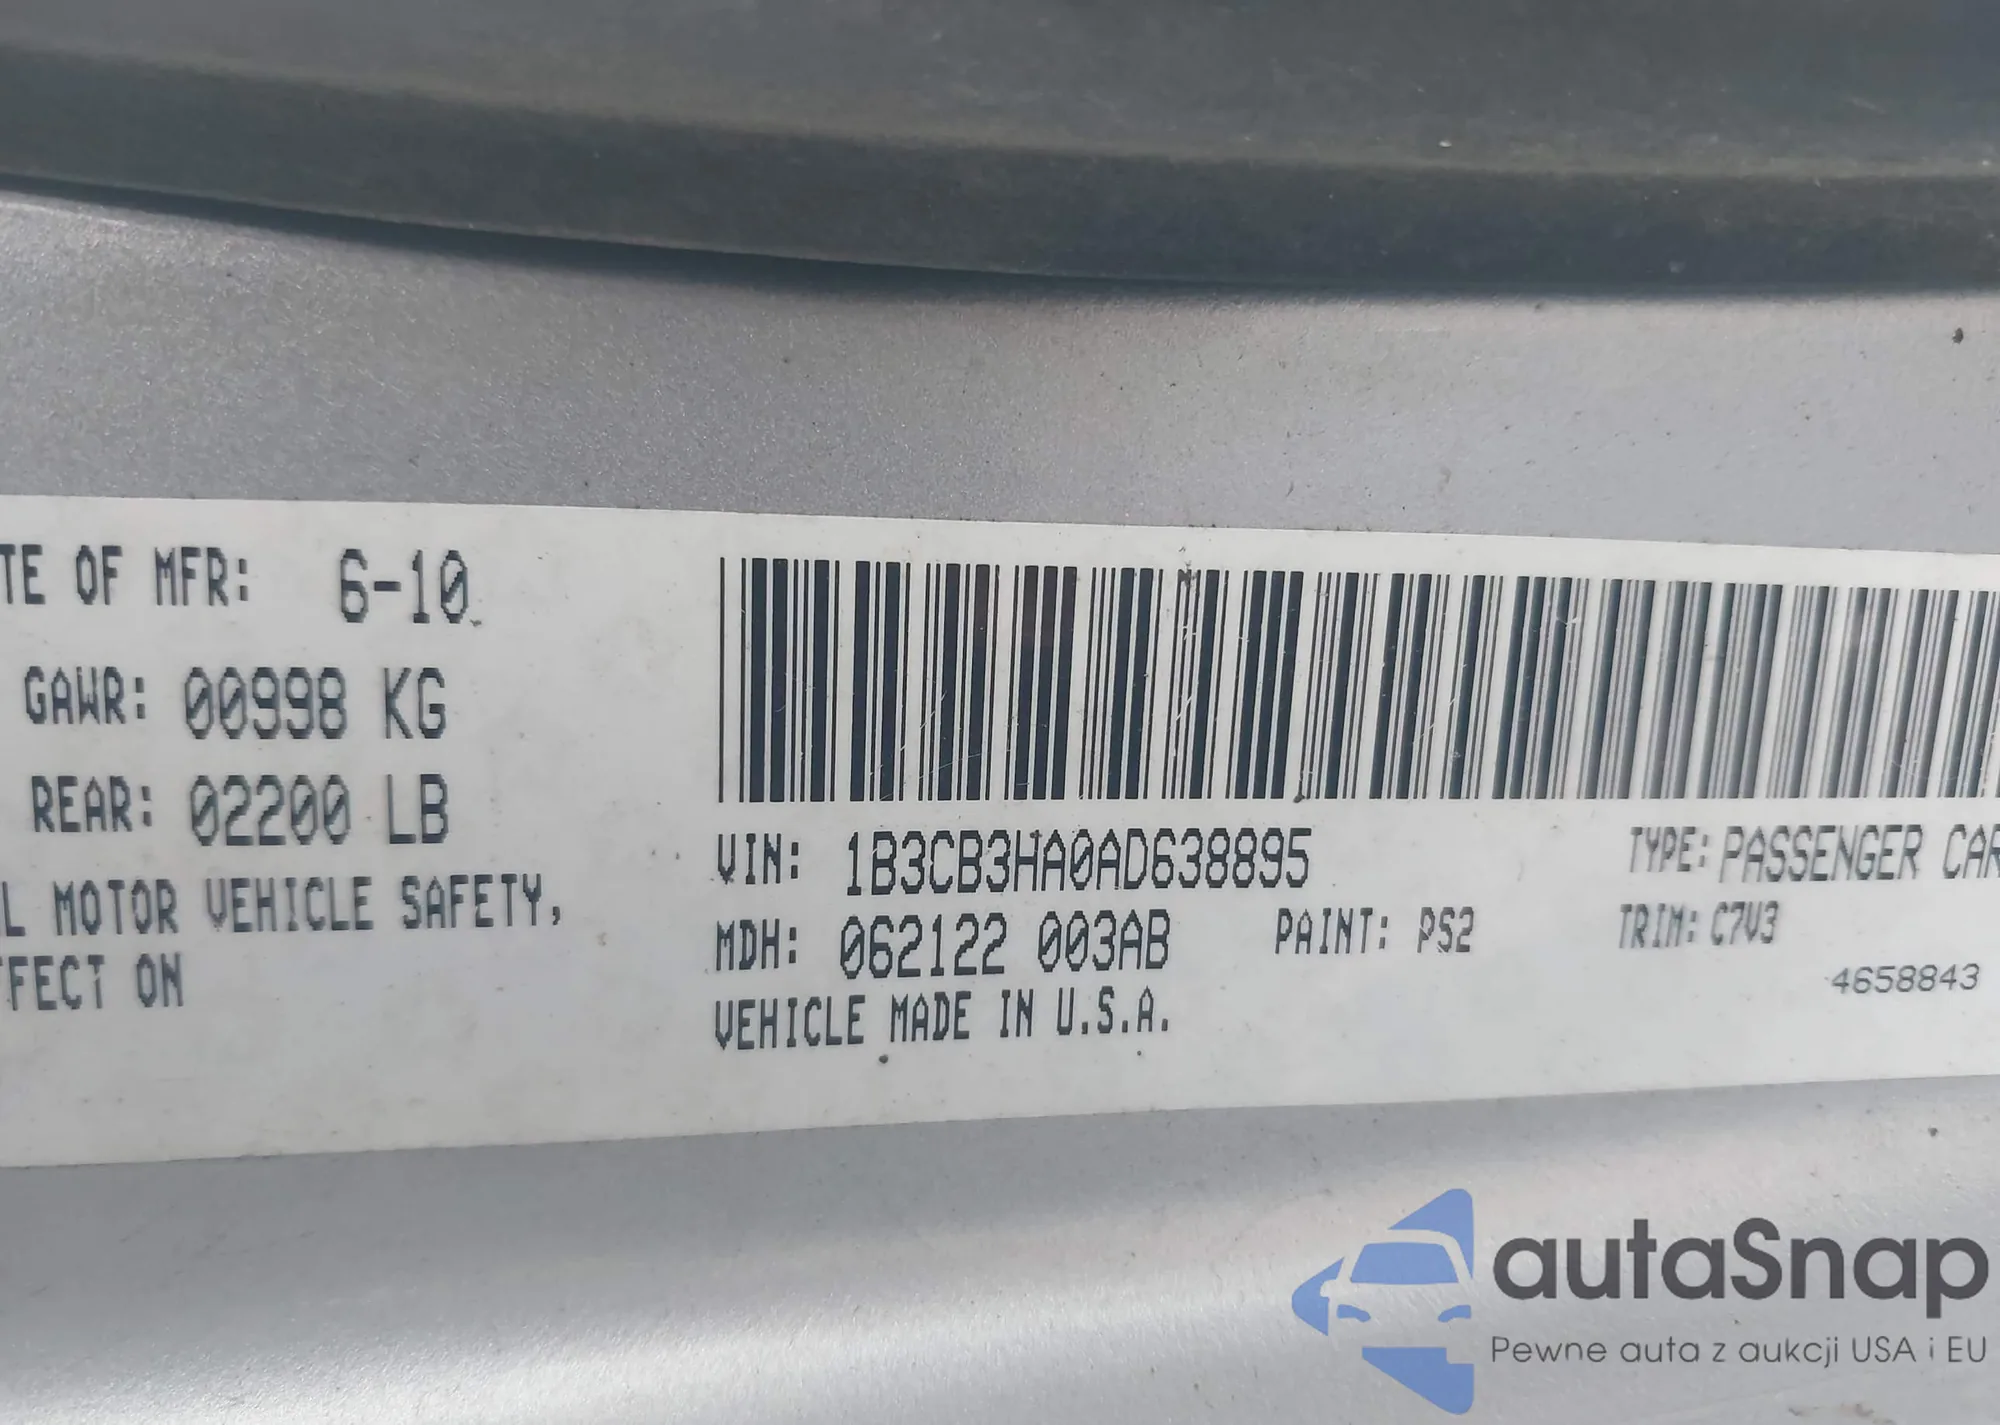 TE OF MFR: 6-10
GAWR: 00998 KG
REAR: 02200 LB
L MOTOR VEHICLE SAFETY,
FFECT ON
VIN: 1B3CB3HA0AD638895
TYPE: PASSENGER CAR
MDH: 062122 003AB PAINT: PS2
TRIM: C7V3
VEHICLE MADE IN U.S.A.
4658843
autaSnap
Pewne auta z aukcji USA i EU